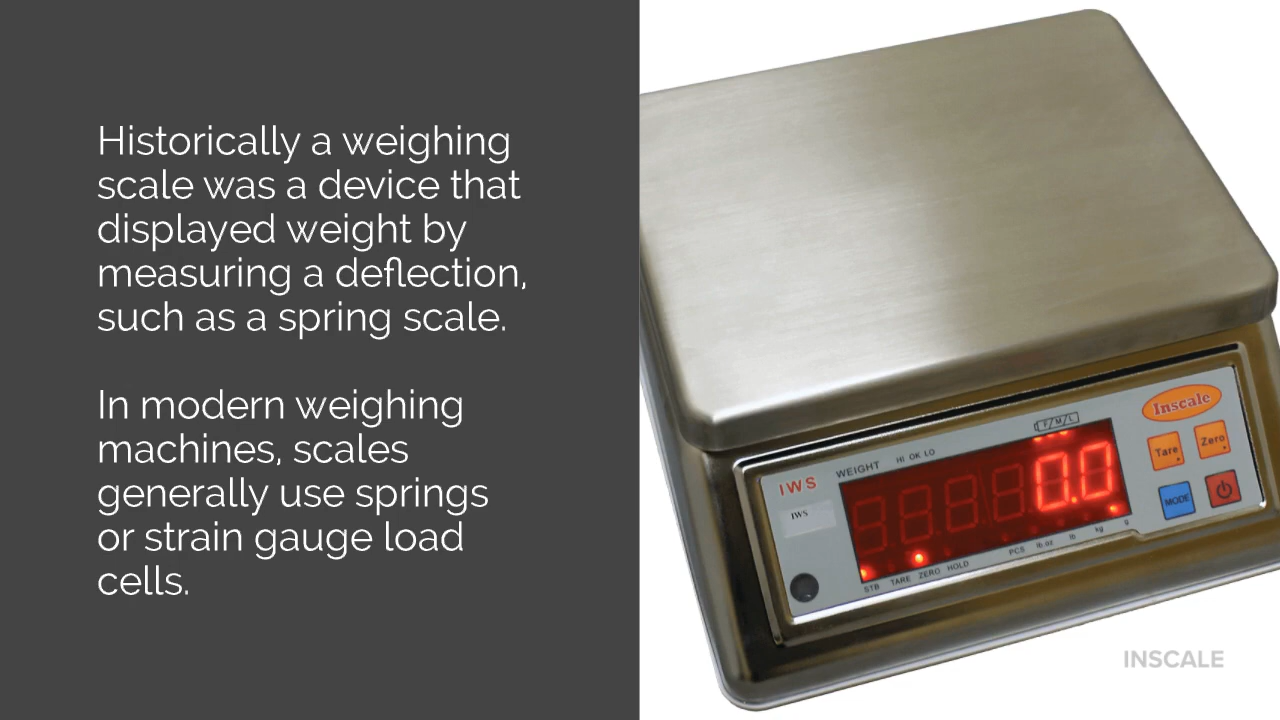 Historically a weighing
scale was a device that
displayed weight by
measuring a deflection,
such as a spring scale.
In modern weighing
machines, scales
generally use springs
or strain gauge load
cells.
Inscale
F/M/L
IWS WEIGHT HI OK LO
IWS
0.0
Tare Zero
MODE
STB TARE ZERO HOLD PCS lb.oz lb kg g
INSCALE